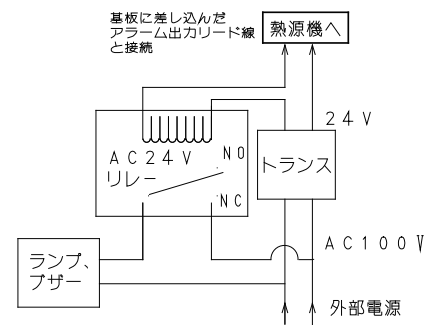 基板に差し込んだ
アラーム出力リード線
と接続
熱源機へ
24V
AC24V
リレー
NO
NC
トランス
AC100V
ランプ、
ブザー
外部電源